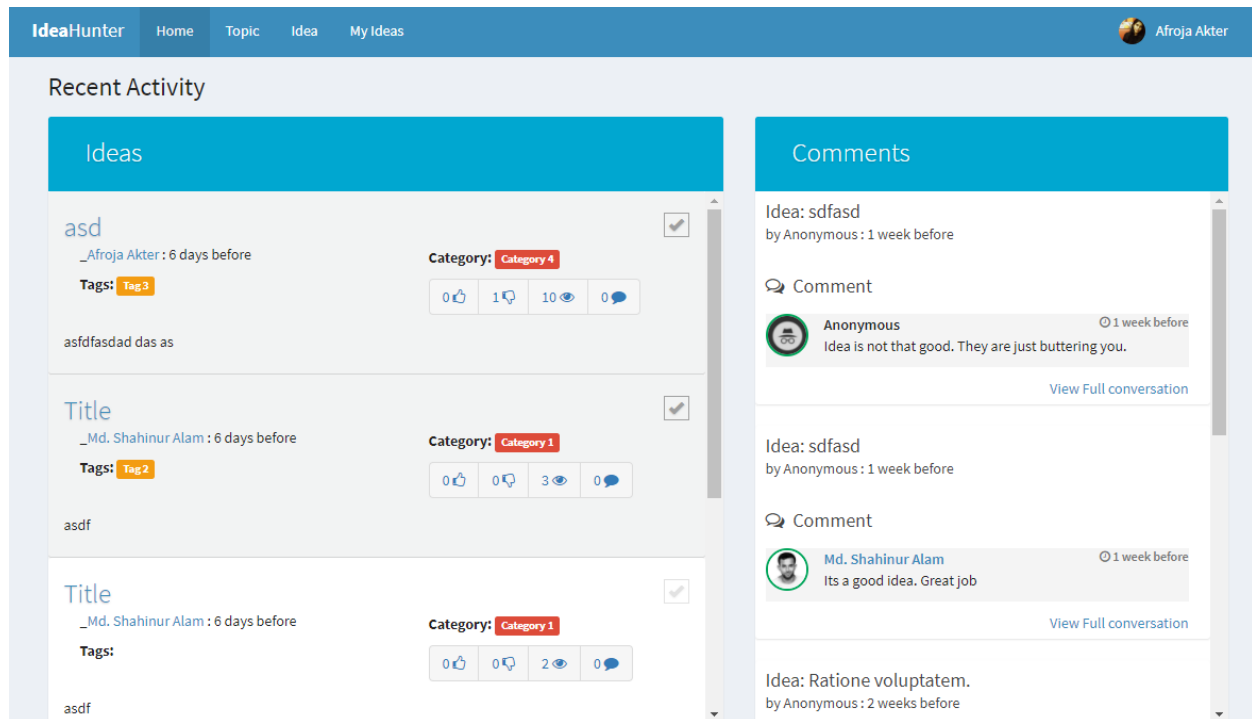 IdeaHunter Home Topic Idea My Ideas Afroja Akter
Recent Activity
Ideas
asd
_Afroja Akter : 6 days before
Category: Category 4
Tags: Tag 3
0 1 10 0
asfdfasdad das as
Title
_Md. Shahinur Alam : 6 days before
Category: Category 1
Tags: Tag 2
0 0 3 0
asdf
Title
_Md. Shahinur Alam : 6 days before
Category: Category 1
Tags:
0 0 2 0
asdf
Comments
Idea: sdfasd
by Anonymous : 1 week before
Comment
Anonymous 1 week before
Idea is not that good. They are just buttering you.
View Full conversation
Idea: sdfasd
by Anonymous : 1 week before
Comment
Md. Shahinur Alam 1 week before
Its a good idea. Great job
View Full conversation
Idea: Ratione voluptatem.
by Anonymous : 2 weeks before